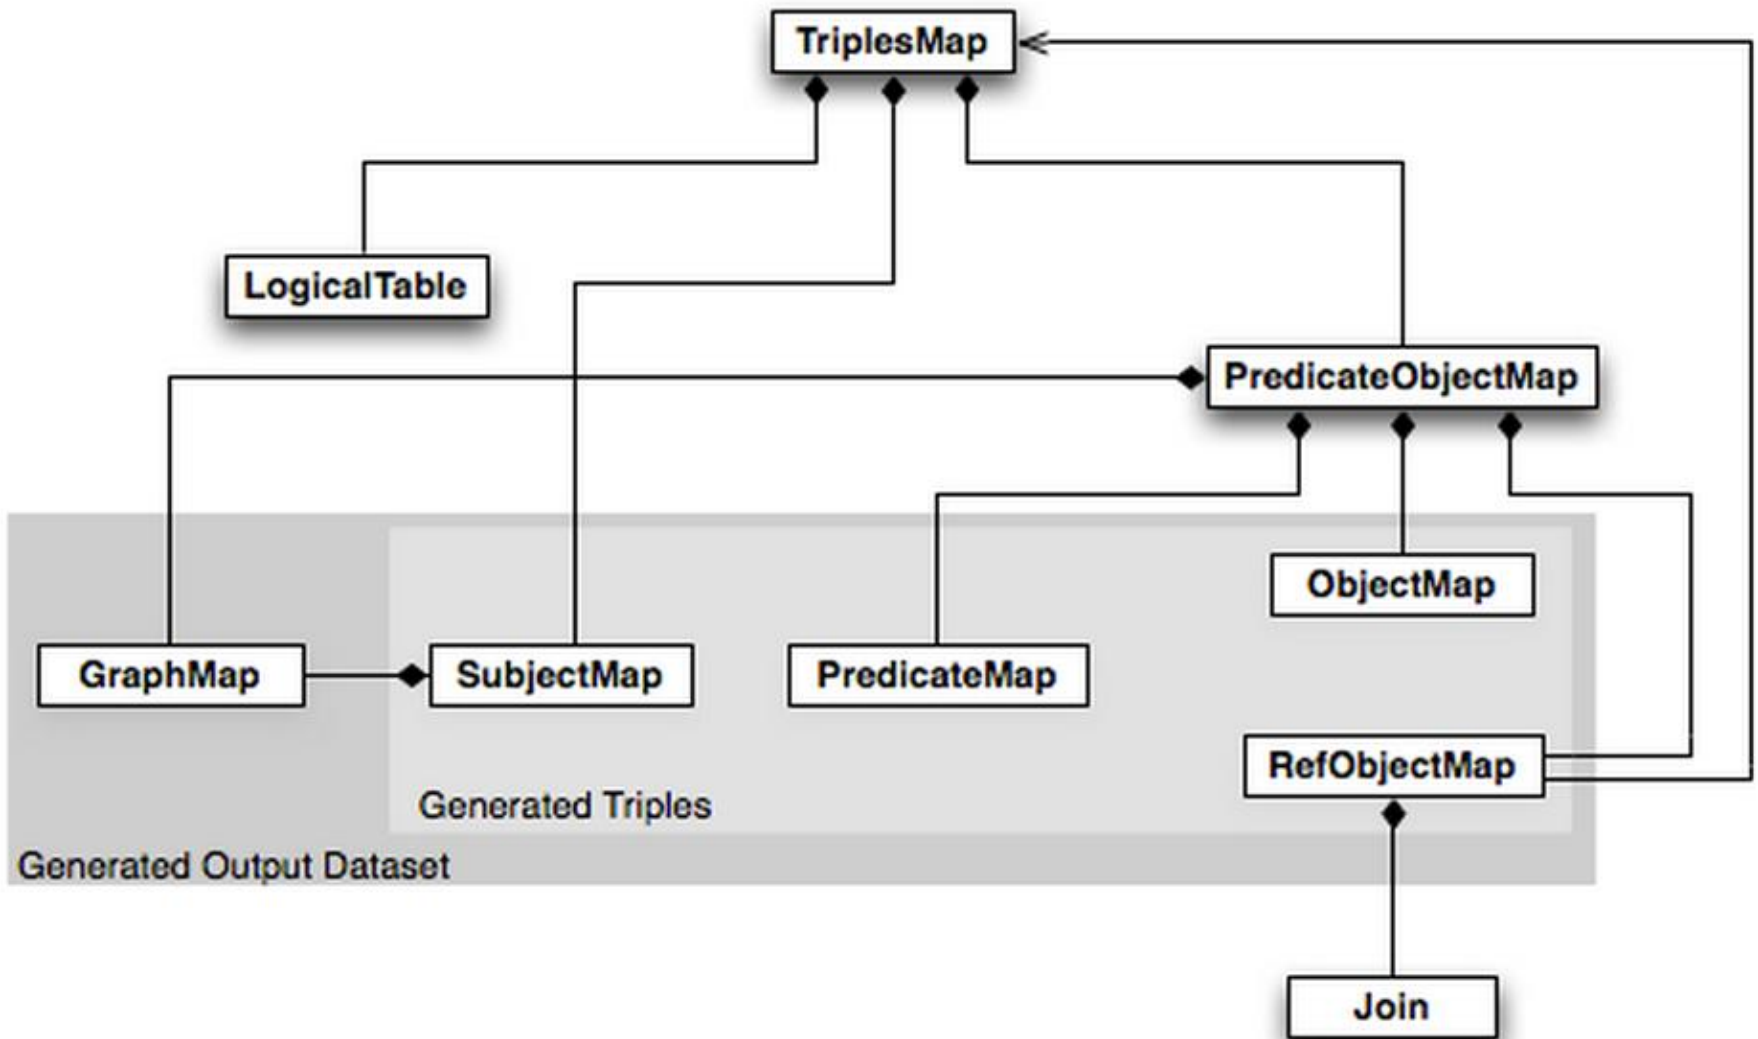 TriplesMap
LogicalTable
PredicateObjectMap
ObjectMap
GraphMap
SubjectMap
PredicateMap
RefObjectMap
Generated Triples
Generated Output Dataset
Join